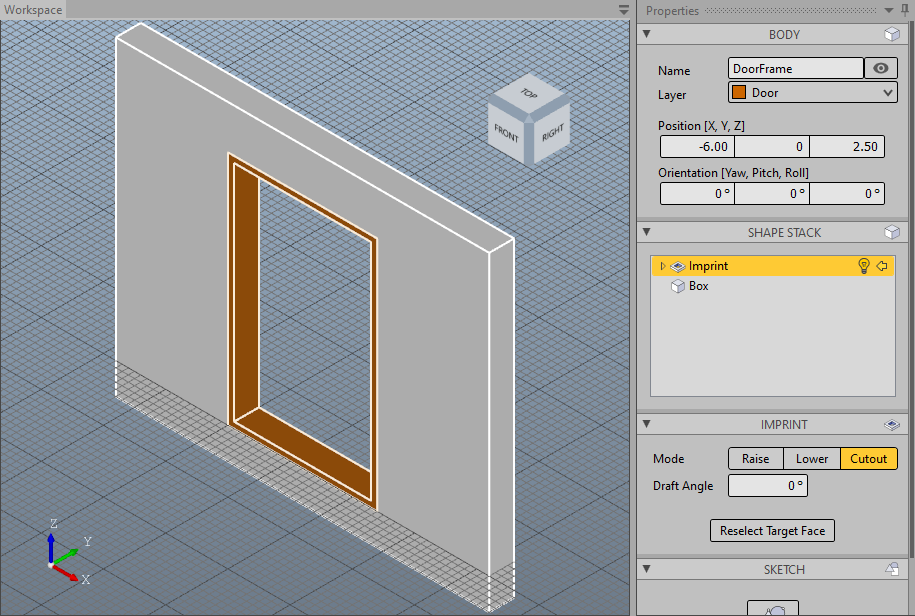 Workspace
TOP
FRONT
RIGHT
Z
Y
X
Properties
BODY
Name DoorFrame
Layer Door
Position [X, Y, Z]
-6.00 0 2.50
Orientation [Yaw, Pitch, Roll]
0° 0° 0°
SHAPE STACK
Imprint
Box
IMPRINT
Mode Raise Lower Cutout
Draft Angle 0°
Reselect Target Face
SKETCH